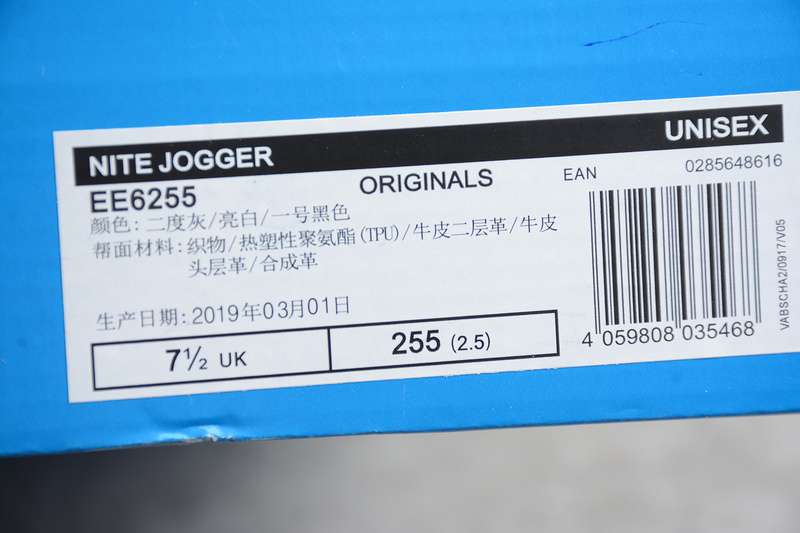 NITE JOGGER
UNISEX
EE6255
ORIGINALS
EAN
0285648616
颜色: 二度灰/亮白/一号黑色
帮面材料: 织物/热塑性聚氨酯(TPU)/牛皮二层革/牛皮
头层革/合成革
生产日期: 2019年03月01日
7½ UK
255 (2.5)
4 059808 035468
VABSCHA2/0917/V05